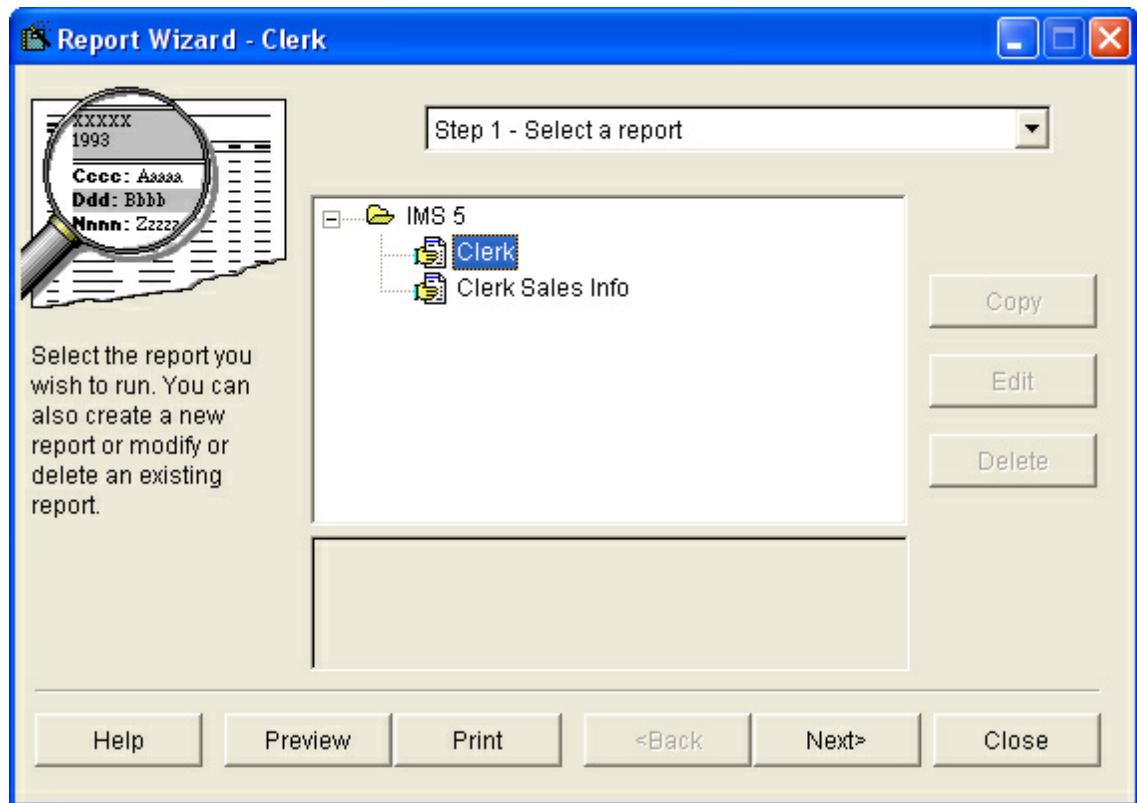 Report Wizard - Clerk
XXXXX
1993
Cccc: Aaaaa
Ddd: Bbbb
Nnnn: Zzzzz
Step 1 - Select a report
IMS 5
Clerk
Clerk Sales Info
Copy
Edit
Delete
Select the report you
wish to run. You can
also create a new
report or modify or
delete an existing
report.
Help
Preview
Print
<Back
Next>
Close